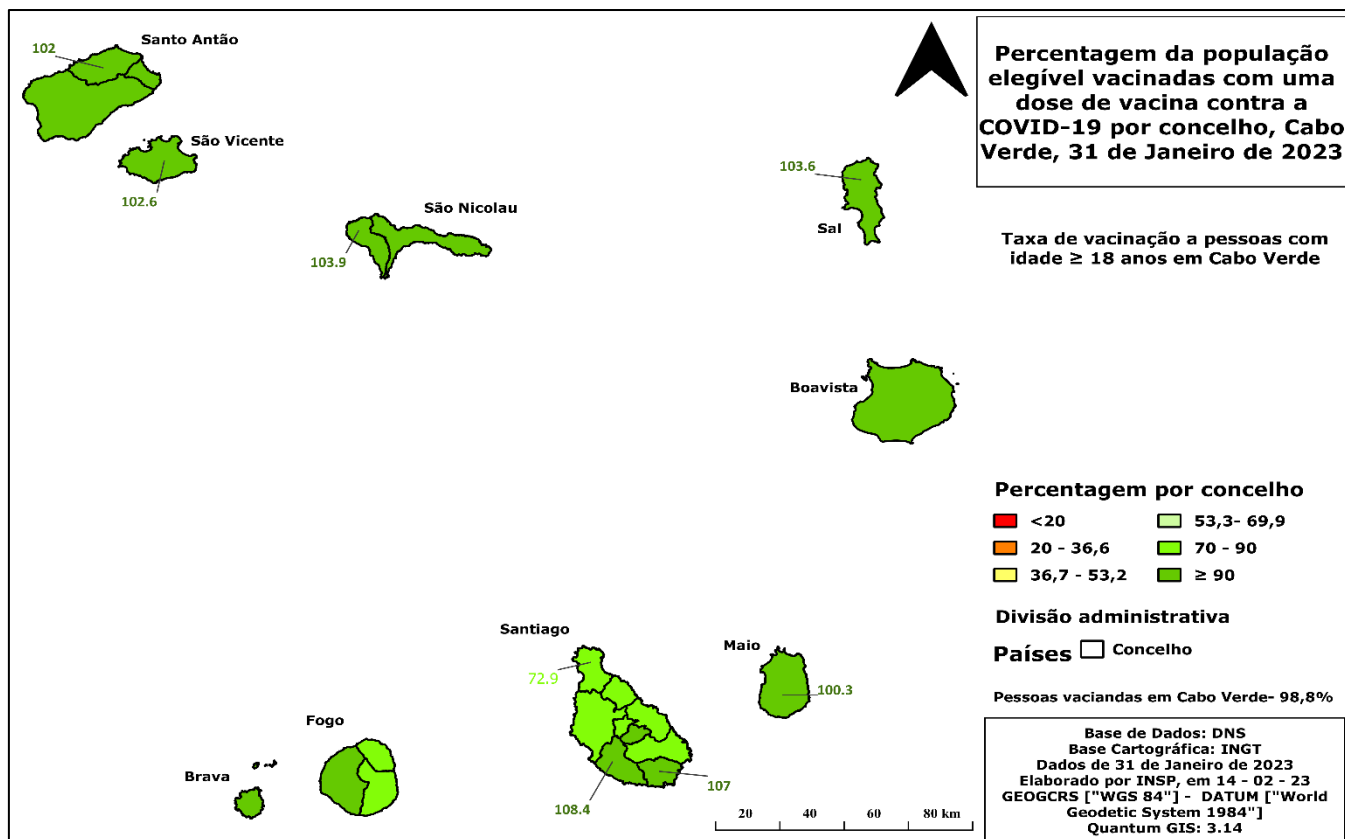 Percentagem da população
elegível vacinadas com uma
dose de vacina contra a
COVID-19 por concelho, Cabo
Verde, 31 de Janeiro de 2023
Taxa de vacinação a pessoas com
idade ≥ 18 anos em Cabo Verde
Santo Antão
102
São Vicente
102.6
São Nicolau
103.9
103.6
Sal
Boavista
Santiago
72.9
Maio
100.3
107
108.4
Fogo
Brava
Percentagem por concelho
<20
20 - 36,6
36,7 - 53,2
53,3- 69,9
70 - 90
≥ 90
Divisão administrativa
Países Concelho
Pessoas vaciandas em Cabo Verde- 98,8%
Base de Dados: DNS
Base Cartográfica: INGT
Dados de 31 de Janeiro de 2023
Elaborado por INSP, em 14 - 02 - 23
GEOGCRS ["WGS 84"] - DATUM ["World
Geodetic System 1984"]
Quantum GIS: 3.14
20 40 60 80 km